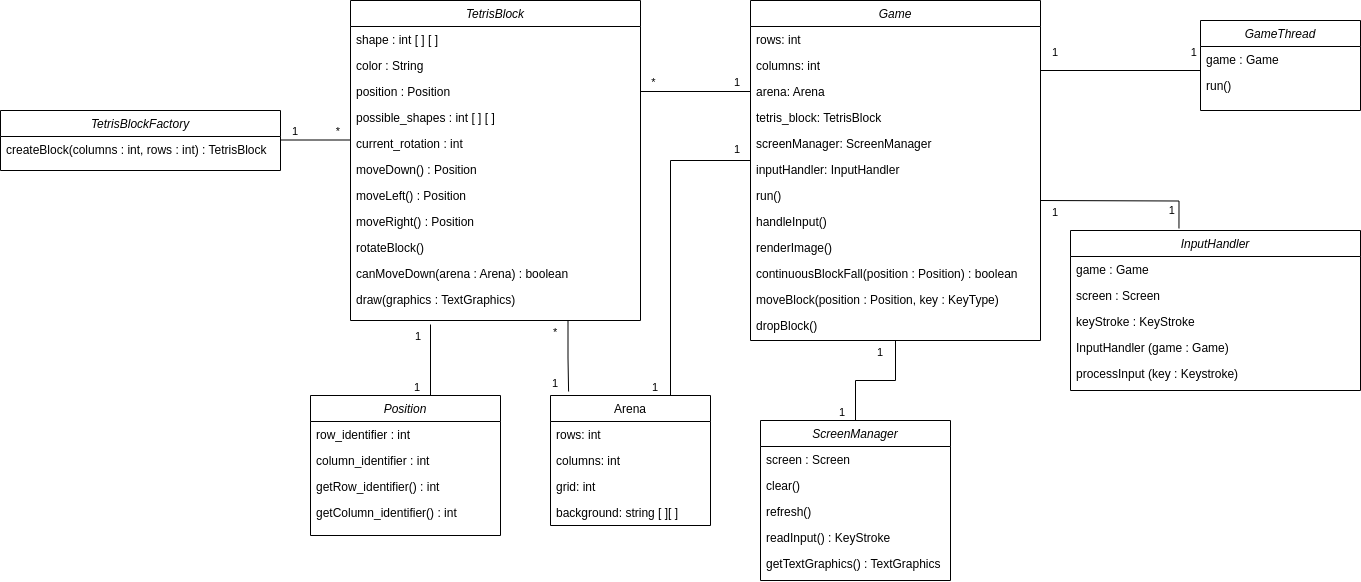 TetrisBlockFactory
createBlock(columns : int, rows : int) : TetrisBlock
1
*
TetrisBlock
shape : int [ ] [ ]
color : String
position : Position
possible_shapes : int [ ] [ ]
current_rotation : int
moveDown() : Position
moveLeft() : Position
moveRight() : Position
rotateBlock()
canMoveDown(arena : Arena) : boolean
draw(graphics : TextGraphics)
*
1
1
Game
rows: int
columns: int
arena: Arena
tetris_block: TetrisBlock
screenManager: ScreenManager
inputHandler: InputHandler
run()
handleInput()
renderImage()
continuousBlockFall(position : Position) : boolean
moveBlock(position : Position, key : KeyType)
dropBlock()
1
1
GameThread
game : Game
run()
1
1
InputHandler
game : Game
screen : Screen
keyStroke : KeyStroke
InputHandler (game : Game)
processInput (key : Keystroke)
1
1
Position
row_identifier : int
column_identifier : int
getRow_identifier() : int
getColumn_identifier() : int
*
1
1
Arena
rows: int
columns: int
grid: int
background: string [ ][ ]
1
1
ScreenManager
screen : Screen
clear()
refresh()
readInput() : KeyStroke
getTextGraphics() : TextGraphics